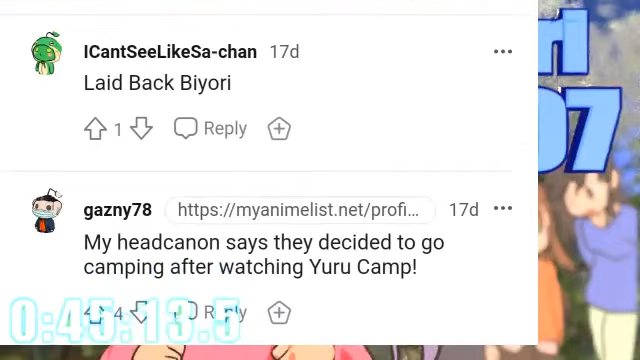 ICantSeeLikeSa-chan 17d
Laid Back Biyori
1 Reply
gazny78 https://myanimelist.net/profi... 17d
My headcanon says they decided to go
camping after watching Yuru Camp!
4 Reply
0:45:13.5